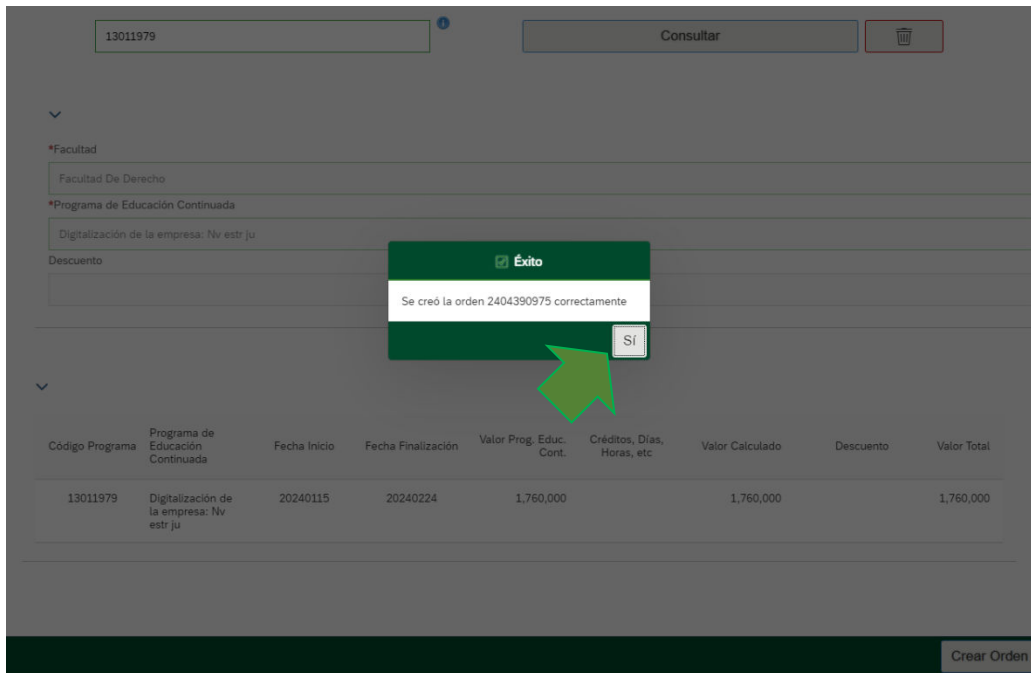 13011979
Consultar
*Facultad
Facultad De Derecho
*Programa de Educación Continuada
Digitalización de la empresa: Nv estr ju
Descuento
Éxito
Se creó la orden 2404390975 correctamente
Sí
Código Programa
Programa de
Educación
Continuada
Fecha Inicio
Fecha Finalización
Valor Prog. Educ.
Cont.
Créditos, Días,
Horas, etc
Valor Calculado
Descuento
Valor Total
13011979
Digitalización de
la empresa: Nv
estr ju
20240115
20240224
1,760,000
1,760,000
1,760,000
Crear Orden